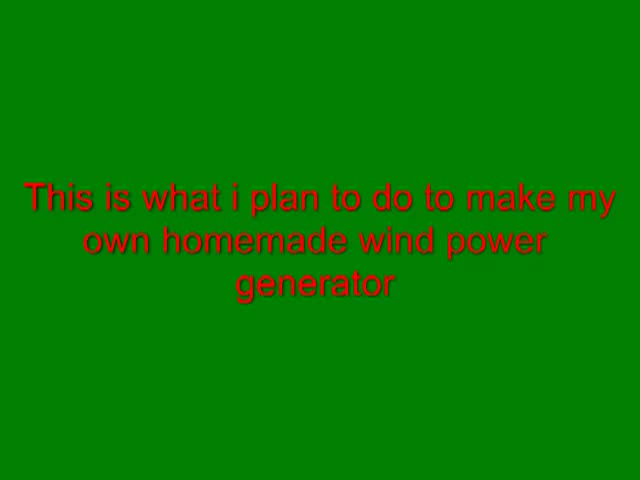 This is what i plan to do to make my
own homemade wind power
generator